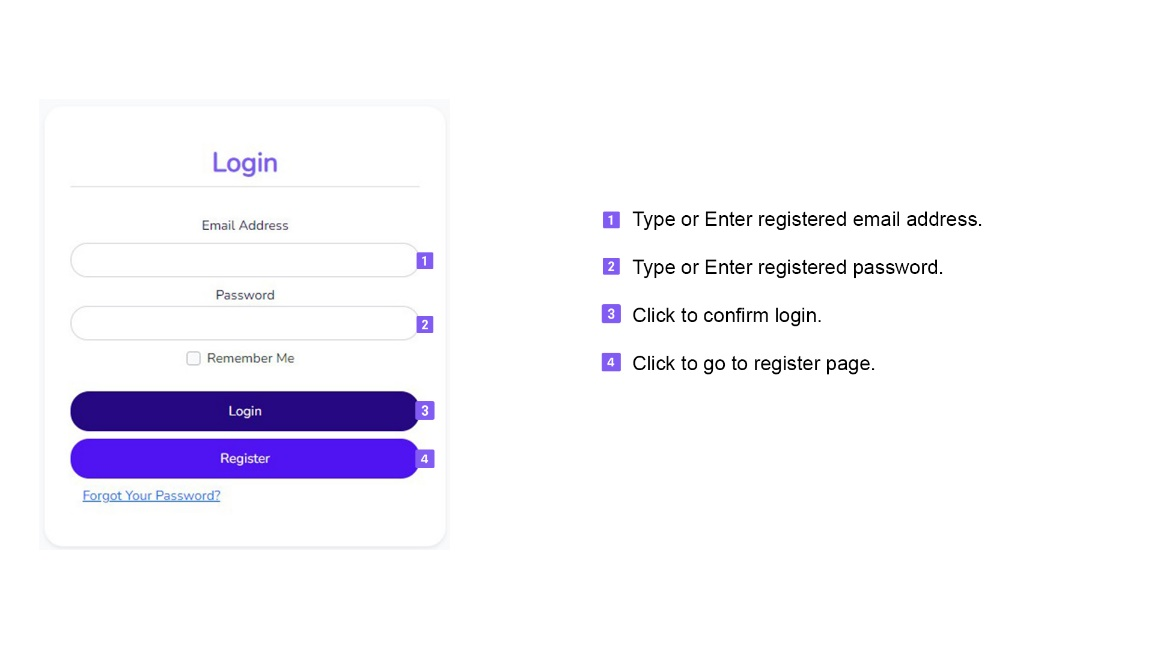 Login
Email Address
1
Password
2
Remember Me
Login 3
Register 4
Forgot Your Password?
1 Type or Enter registered email address.
2 Type or Enter registered password.
3 Click to confirm login.
4 Click to go to register page.